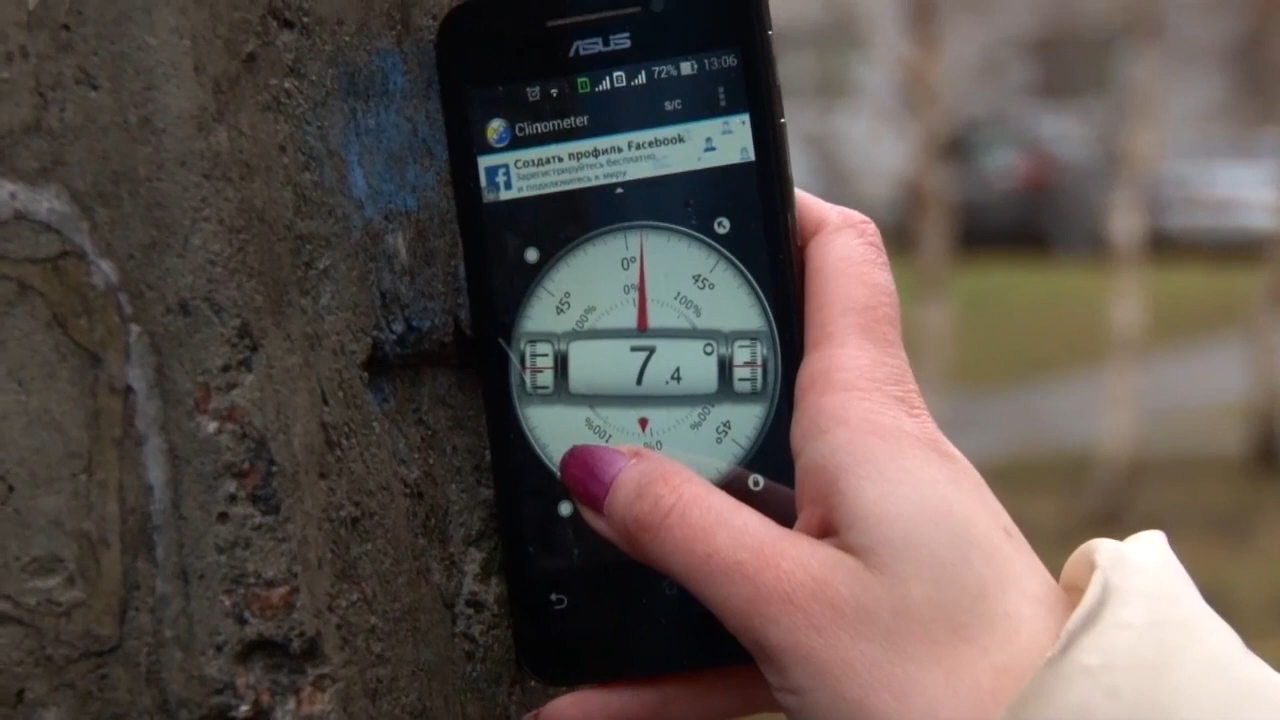 ASUS
72% 13:06
S/C
Clinometer
Создать профиль Facebook
Зарегистрируйтесь бесплатно
и подключитесь к миру
0°
45° 0% 45°
100% 100%
7.4
100% 0% 100% 45°